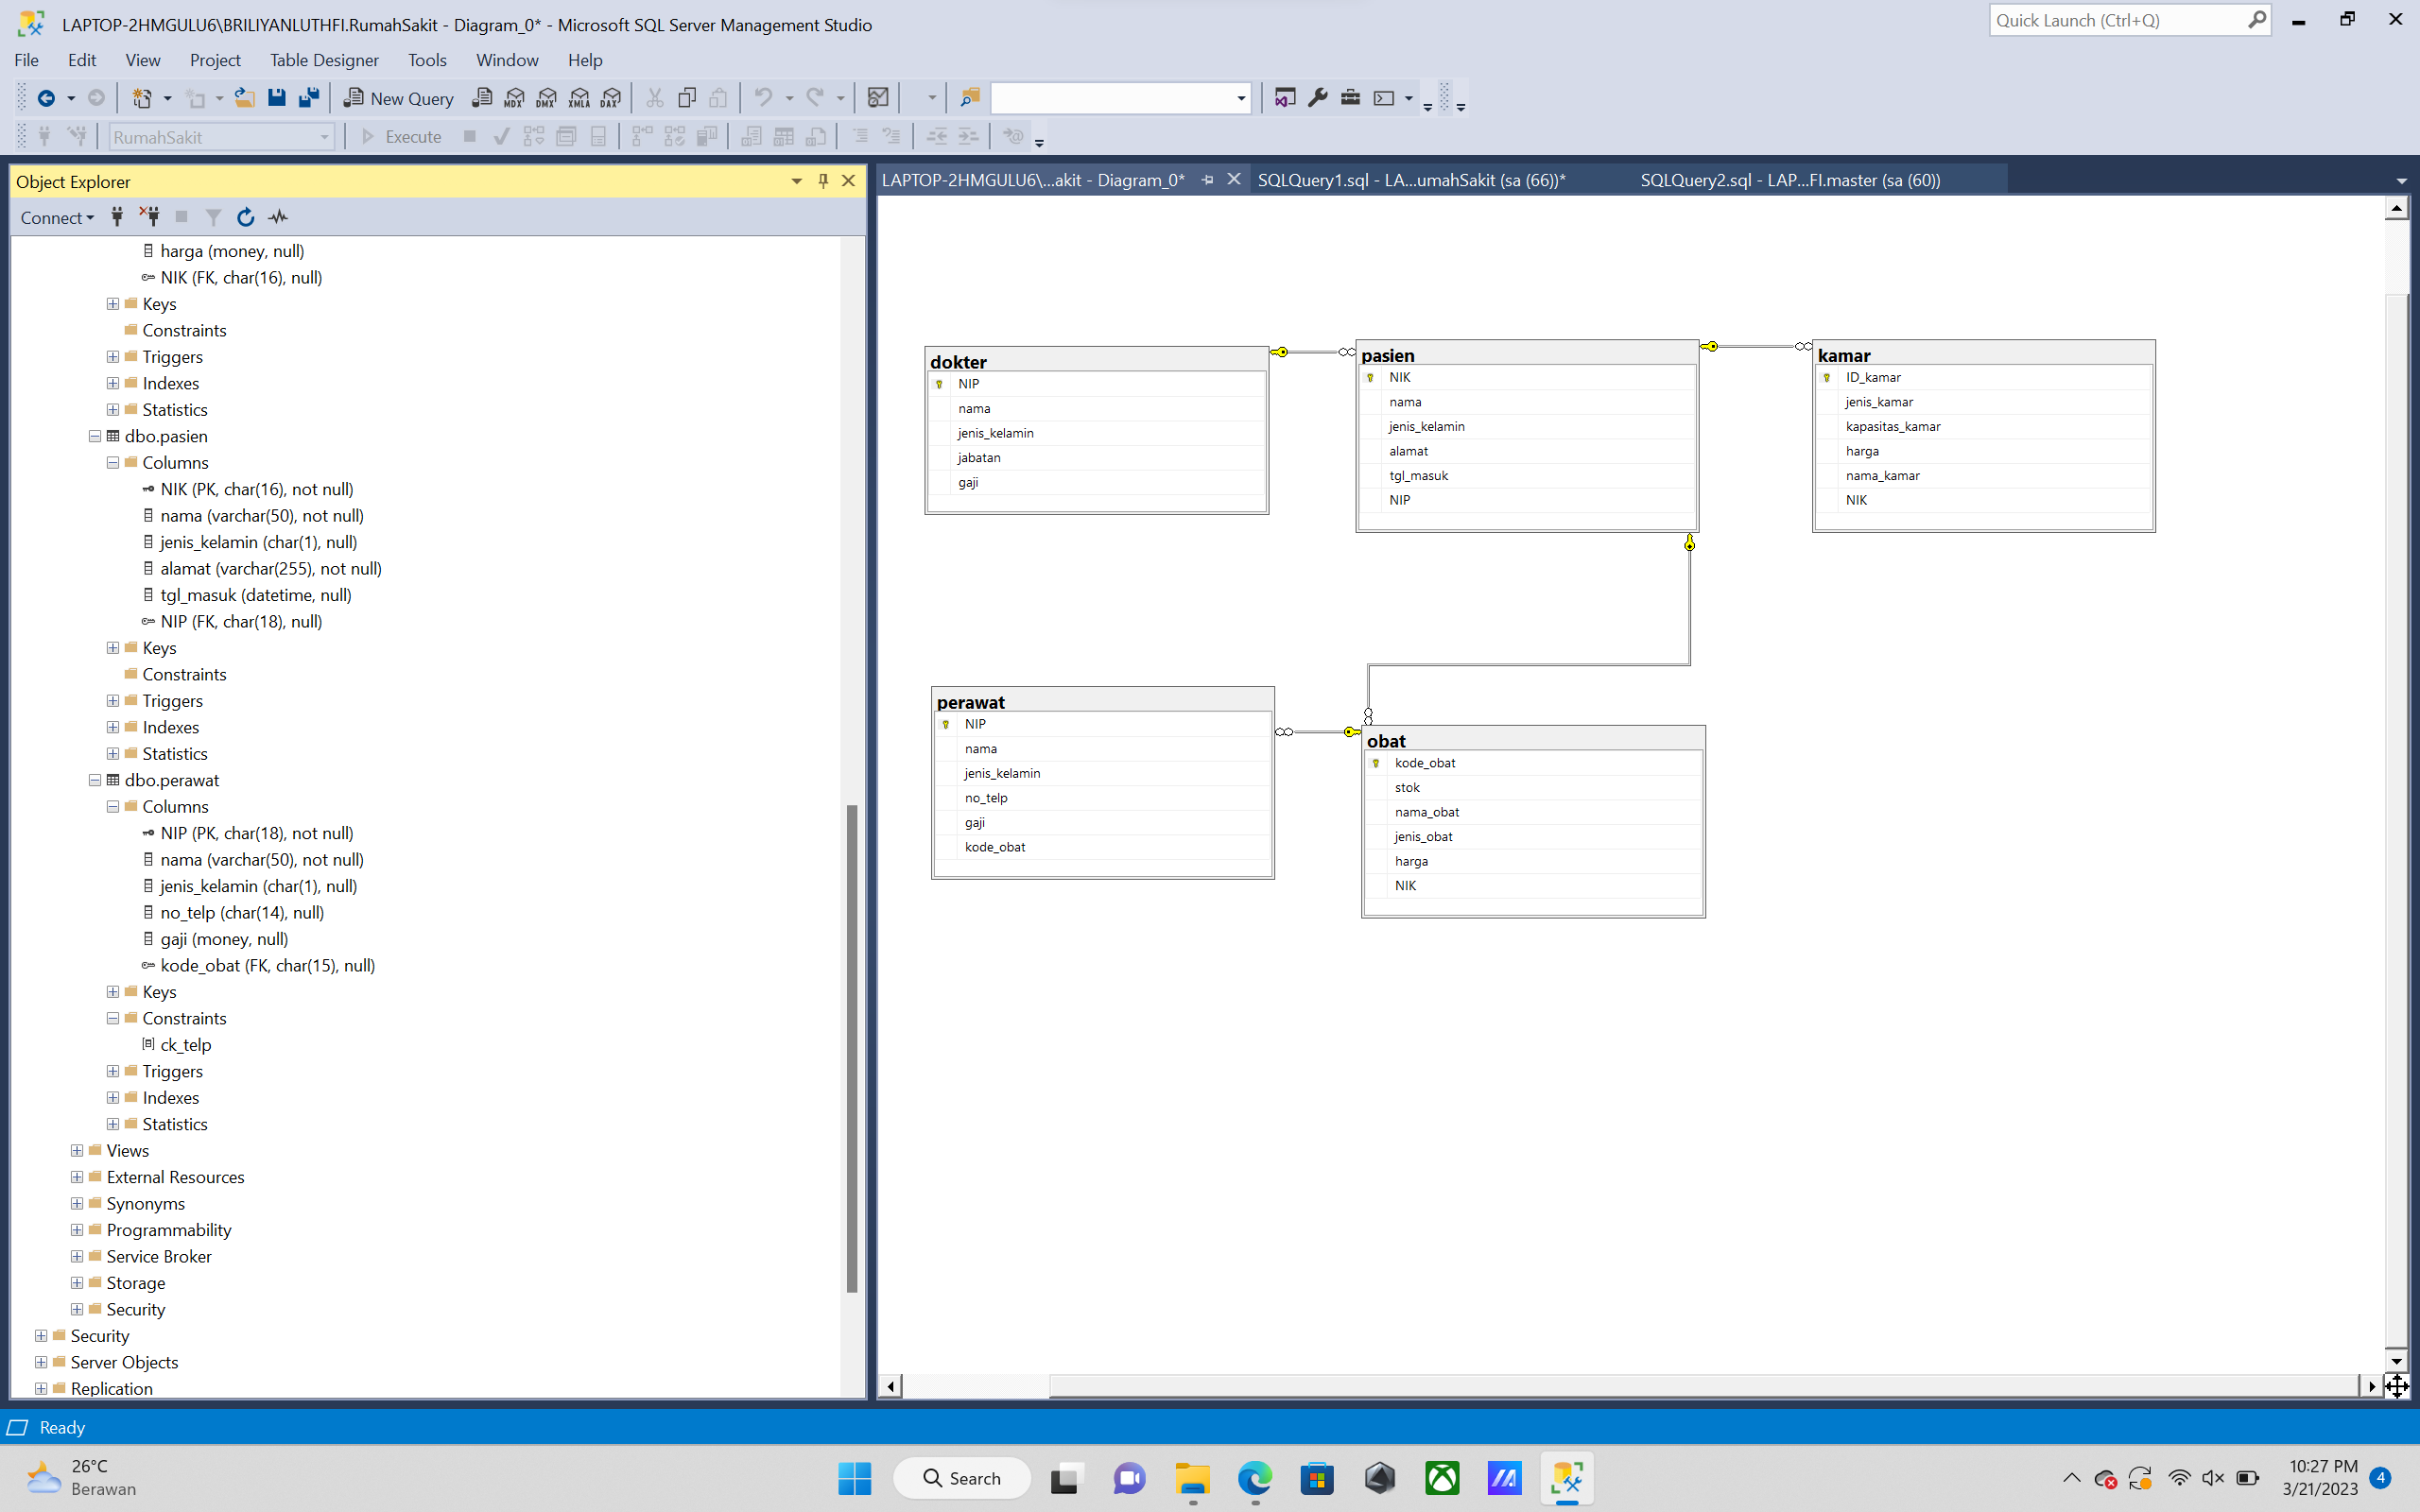 LAPTOP-2HMGULU6\BRILIYANLUTHFI.RumahSakit - Diagram_0* - Microsoft SQL Server Management Studio
Quick Launch (Ctrl+Q)
File Edit View Project Table Designer Tools Window Help
New Query MDX DMX XMLA DAX
RumahSakit Execute
Object Explorer
Connect
harga (money, null)
NIK (FK, char(16), null)
Keys
Constraints
Triggers
Indexes
Statistics
dbo.pasien
Columns
NIK (PK, char(16), not null)
nama (varchar(50), not null)
jenis_kelamin (char(1), null)
alamat (varchar(255), not null)
tgl_masuk (datetime, null)
NIP (FK, char(18), null)
Keys
Constraints
Triggers
Indexes
Statistics
dbo.perawat
Columns
NIP (PK, char(18), not null)
nama (varchar(50), not null)
jenis_kelamin (char(1), null)
no_telp (char(14), null)
gaji (money, null)
kode_obat (FK, char(15), null)
Keys
Constraints
ck_telp
Triggers
Indexes
Statistics
Views
External Resources
Synonyms
Programmability
Service Broker
Storage
Security
Security
Server Objects
Replication
LAPTOP-2HMGULU6\...akit - Diagram_0*
SQLQuery1.sql - LA...umahSakit (sa (66))*
SQLQuery2.sql - LAP...FI.master (sa (60))
dokter
NIP
nama
jenis_kelamin
jabatan
gaji
pasien
NIK
nama
jenis_kelamin
alamat
tgl_masuk
NIP
kamar
ID_kamar
jenis_kamar
kapasitas_kamar
harga
nama_kamar
NIK
perawat
NIP
nama
jenis_kelamin
no_telp
gaji
kode_obat
obat
kode_obat
stok
nama_obat
jenis_obat
harga
NIK
Ready
26°C
Berawan
Search
10:27 PM
3/21/2023
4